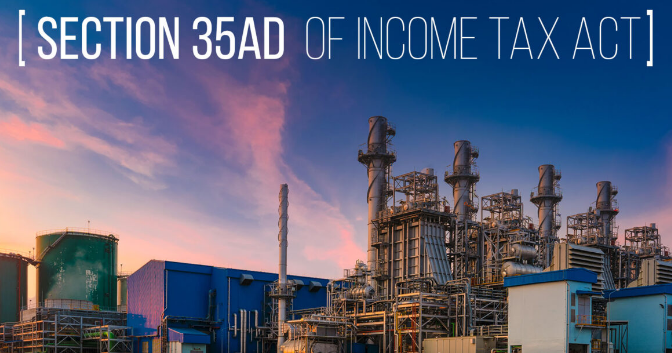 [ SECTION 35AD OF INCOME TAX ACT]